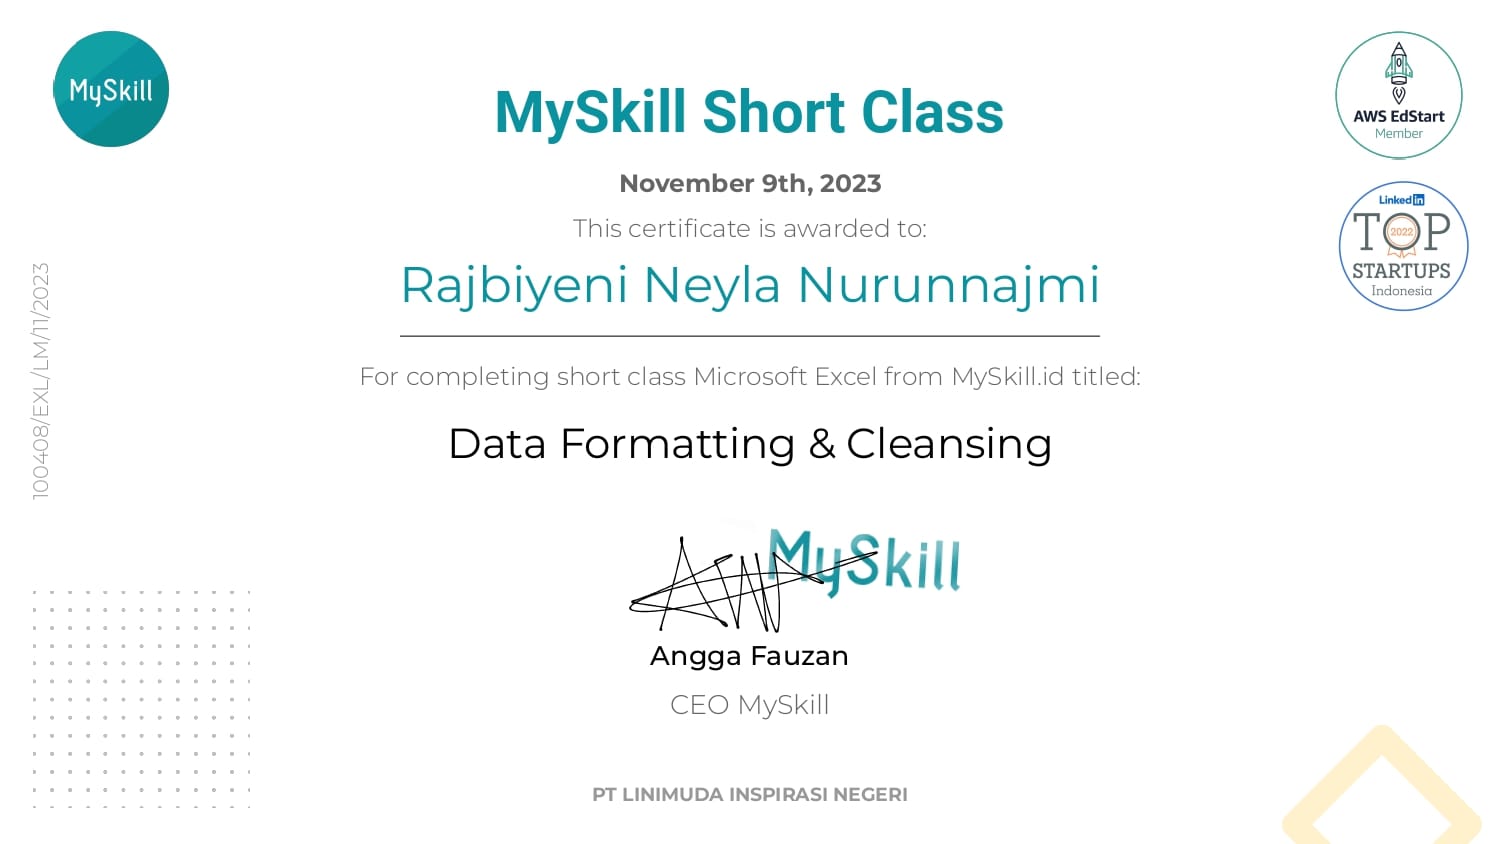 MySkill
MySkill Short Class
November 9th, 2023
This certificate is awarded to:
Rajbiyeni Neyla Nurunnajmi
For completing short class Microsoft Excel from MySkill.id titled:
Data Formatting & Cleansing
MySkill
Angga Fauzan
CEO MySkill
PT LINIMUDA INSPIRASI NEGERI
100408/EXL/LM/11/2023
AWS EdStart
Member
Linked in
TOP
2022
STARTUPS
Indonesia